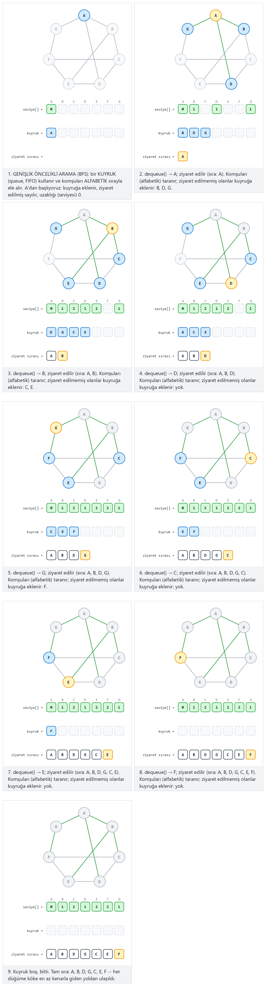 A
G
B
F
C
E
D
A B C D E F G
seviye[] = 0
kuyruk = A
ziyaret sırası =
1. GENİŞLİK ÖNCELİKLİ ARAMA (BFS): bir KUYRUK
(queue, FIFO) kullanır ve komşuları ALFABETİK sırayla
ele alır. A'dan başlıyoruz: kuyruğa eklenir, ziyaret
edilmiş sayılır, uzaklığı (seviyesi) 0.
A
G
B
F
C
E
D
A B C D E F G
seviye[] = 0 1 1 1
kuyruk = B D G
ziyaret sırası = A
2. dequeue() → A; ziyaret edilir (sıra: A). Komşuları
(alfabetik) taranır; ziyaret edilmemiş olanlar kuyruğa
eklenir: B, D, G.
A
G
B
F
C
E
D
A B C D E F G
seviye[] = 0 1 2 1 2 1
kuyruk = D G C E
ziyaret sırası = A B
3. dequeue() → B; ziyaret edilir (sıra: A, B). Komşuları
(alfabetik) taranır; ziyaret edilmemiş olanlar kuyruğa
eklenir: C, E.
A
G
B
F
C
E
D
A B C D E F G
seviye[] = 0 1 2 1 2 1
kuyruk = G C E
ziyaret sırası = A B D
4. dequeue() → D; ziyaret edilir (sıra: A, B, D).
Komşuları (alfabetik) taranır; ziyaret edilmemiş olanlar
kuyruğa eklenir: yok.
A
G
B
F
C
E
D
A B C D E F G
seviye[] = 0 1 2 1 2 2 1
kuyruk = C E F
ziyaret sırası = A B D G
5. dequeue() → G; ziyaret edilir (sıra: A, B, D, G).
Komşuları (alfabetik) taranır; ziyaret edilmemiş olanlar
kuyruğa eklenir: F.
A
G
B
F
C
E
D
A B C D E F G
seviye[] = 0 1 2 1 2 2 1
kuyruk = E F
ziyaret sırası = A B D G C
6. dequeue() → C; ziyaret edilir (sıra: A, B, D, G, C).
Komşuları (alfabetik) taranır; ziyaret edilmemiş olanlar
kuyruğa eklenir: yok.
A
G
B
F
C
E
D
A B C D E F G
seviye[] = 0 1 2 1 2 2 1
kuyruk = F
ziyaret sırası = A B D G C E
7. dequeue() → E; ziyaret edilir (sıra: A, B, D, G, C, E).
Komşuları (alfabetik) taranır; ziyaret edilmemiş olanlar
kuyruğa eklenir: yok.
A
G
B
F
C
E
D
A B C D E F G
seviye[] = 0 1 2 1 2 2 1
kuyruk =
ziyaret sırası = A B D G C E F
8. dequeue() → F; ziyaret edilir (sıra: A, B, D, G, C, E, F).
Komşuları (alfabetik) taranır; ziyaret edilmemiş olanlar
kuyruğa eklenir: yok.
A
G
B
F
C
E
D
A B C D E F G
seviye[] = 0 1 2 1 2 2 1
kuyruk =
ziyaret sırası = A B D G C E F
9. Kuyruk boş, bitti. Tam sıra: A, B, D, G, C, E, F -- her
düğüme köke en az kenarla giden yoldan ulaşıldı.